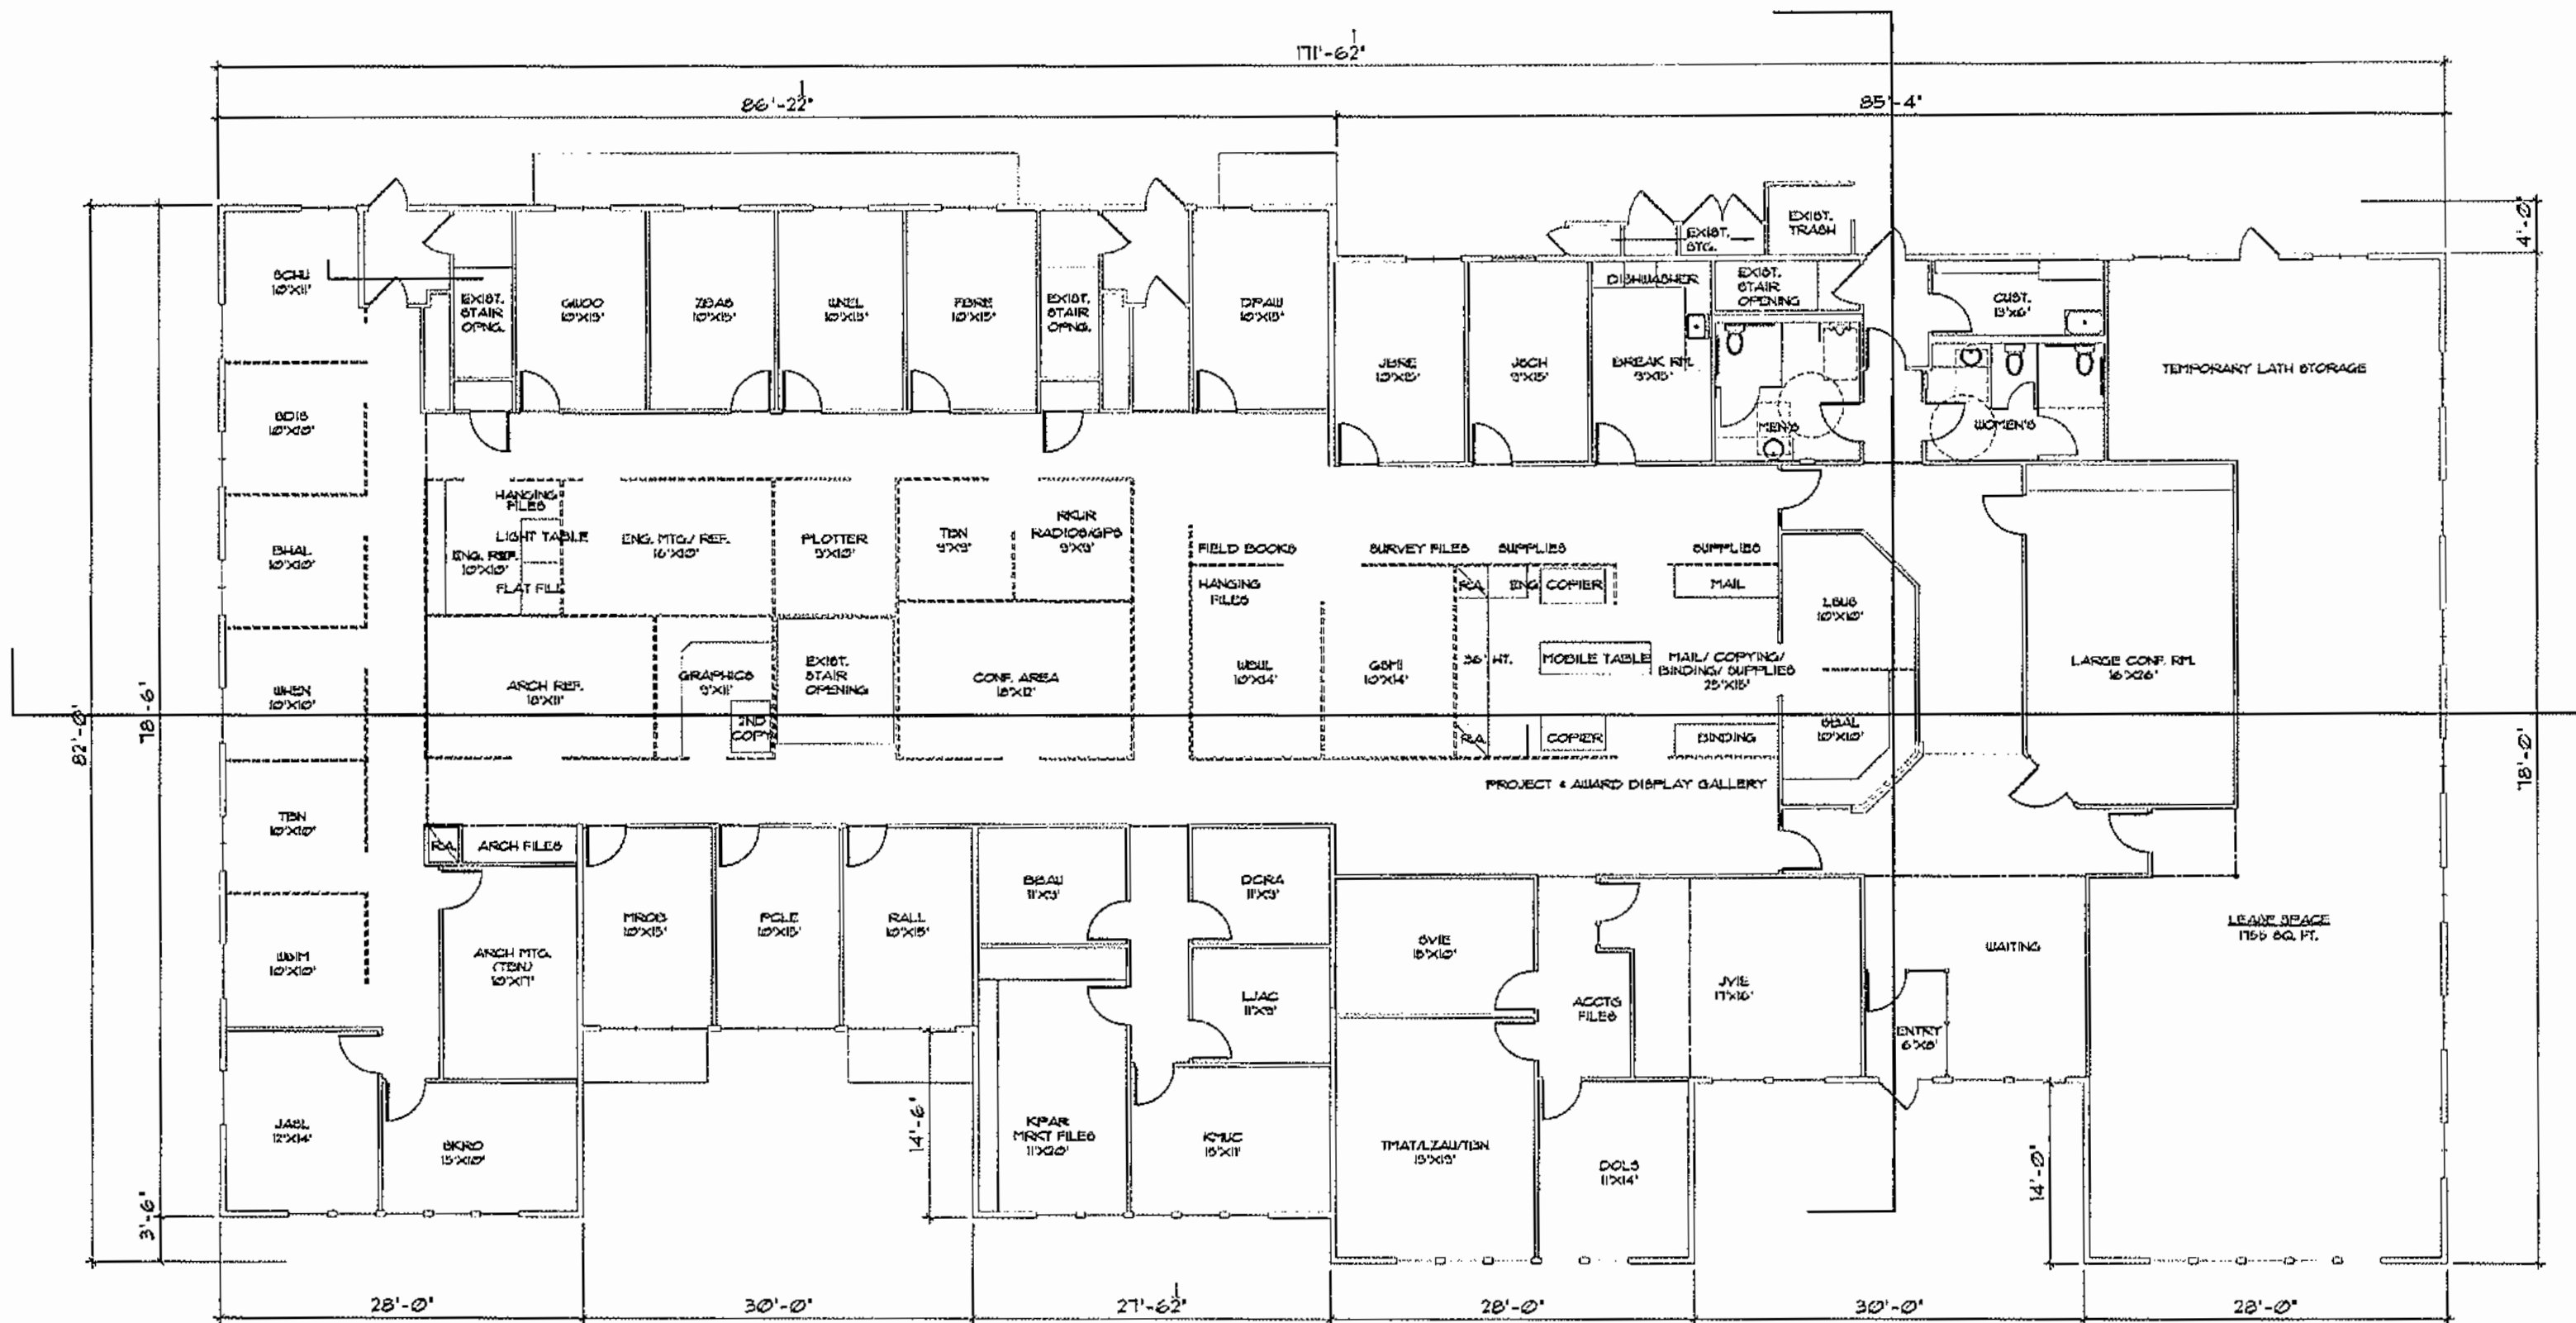 171'-6½"
86'-2½"
85'-4"
4'-0"
EXIST.
TRASH
EXIST.
STG.
SCHU
10'X11'
EXIST.
STAIR
OPNG.
GWOO
10'X15'
ZBAS
10'X15'
WNEL
10'X15'
FBRE
10'X15'
EXIST.
STAIR
OPNG.
DPAW
10'X15'
JBRE
10'X15'
JSCH
9'X15'
DISHWASHER
BREAK RM.
9'X15'
EXIST.
STAIR
OPENING
CUST.
13'X6'
MEN'S
WOMEN'S
TEMPORARY LATH STORAGE
SDIS
10'X10'
BHAL
10'X10'
WHEN
10'X10'
TBN
10'X10'
WSIM
10'X10'
HANGING
FILES
LIGHT TABLE
ENG. REF.
10'X10'
FLAT FILE
ENG. MTG./ REF.
16'X10'
PLOTTER
9'X10'
TBN
9'X9'
RKUR
RADIOS/GPS
9'X9'
FIELD BOOKS
HANGING
FILES
SURVEY FILES
SUPPLIES
SUPPLIES
R.A.
ENG
COPIER
MAIL
LSUS
10'X10'
LARGE CONF. RM.
16'X26'
ARCH REF.
18'X11'
GRAPHICS
9'X11'
2ND
COPY
EXIST.
STAIR
OPENING
CONF. AREA
18'X12'
WSUL
10'X14'
GSMI
10'X14'
36" HT.
MOBILE TABLE
MAIL/ COPYING/
BINDING/ SUPPLIES
25'X15'
R.A.
COPIER
BINDING
SBAL
10'X10'
PROJECT & AWARD DISPLAY GALLERY
82'-0"
78'-6"
78'-0"
R.A.
ARCH FILES
ARCH MTG.
(TBN)
10'X17'
MROB
10'X15'
PCLE
10'X15'
RALL
10'X15'
BBAU
11'X9'
DCRA
11'X9'
LJAC
11'X9'
SVIE
15'X10'
ACCTG
FILES
JVIE
17'X16'
WAITING
ENTRY
6'X8'
LEASE SPACE
1755 SQ. FT.
JASL
12'X14'
SKRO
15'X10'
14'-6"
KPAR
MRKT FILES
11'X20'
KMUC
15'X11'
TMAT/LZAU/TBN
15'X19'
DOLS
11'X14'
14'-0"
3'-6"
28'-0"
30'-0"
27'-6½"
28'-0"
30'-0"
28'-0"